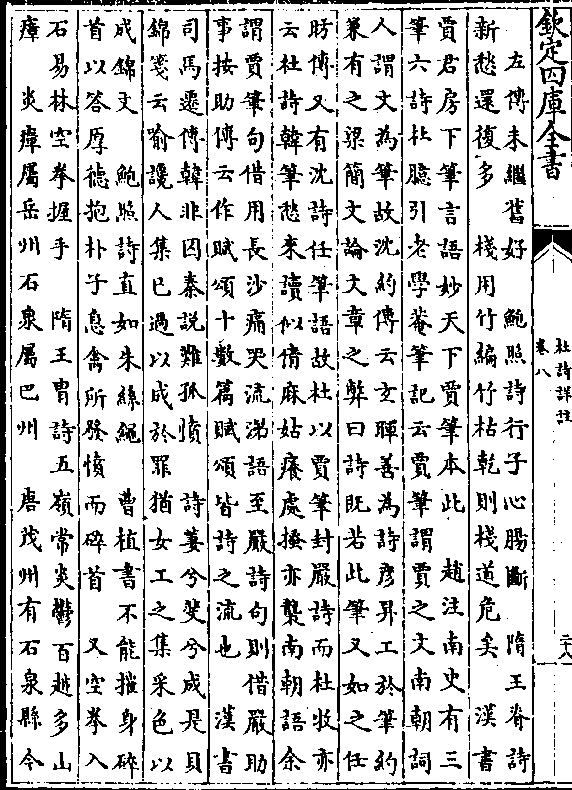 欽定四庫全書
杜詩詳註
卷八
二八
左傳未繼舊好　鮑照詩行子心腸斷　隋王眷詩
新愁還復多　棧用竹編竹枯乾則棧道危矣　漢書
賈君房下筆言語妙天下賈筆本此　趙注南史有三
筆六詩杜臆引老學菴筆記云賈筆謂賈之文南朝詞
人謂文為筆故沈約傳云玄暉善為詩彦昇工於筆約
兼有之梁簡文論文章之弊曰詩既若此筆又如之任
昉傳又有沈詩任筆語故杜以賈筆封嚴詩而杜牧亦
云杜詩韓筆愁來讀似倩麻姑癢處搔亦襲南朝語余
謂賈筆句借用長沙痛哭流涕語至嚴詩句則借嚴助
事按助傳云作賦頌十數篇賦頌皆詩之流也　漢書
司馬遷傳韓非囚秦説難孤憤　詩萋兮斐兮成是貝
錦箋云喻讒人集已過以成於罪猶女工之集采色以
成錦文　鮑照詩直如朱絲繩　曹植書不能摧身碎
首以答厚德抱朴子息禽所發憤而碎首　又空拳入
石易林空拳握手　隋王胄詩五嶺常炎鬱百越多山
瘴　炎瘴屬岳州石泉屬巴州　唐茂州有石泉縣今